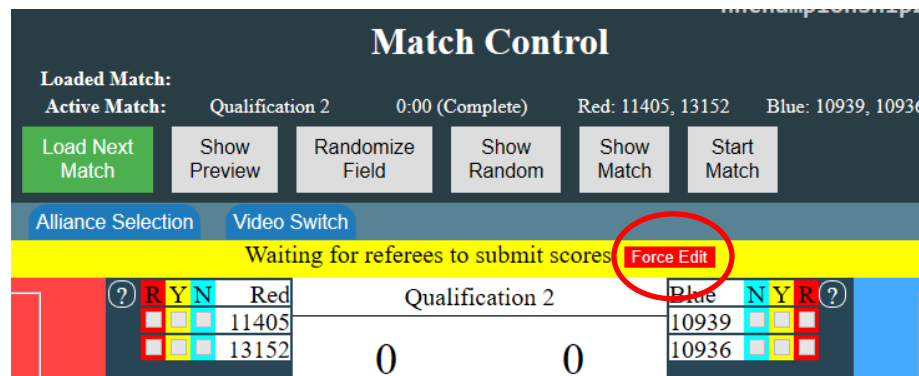 Match Control
Loaded Match:
Active Match: Qualification 2 0:00 (Complete) Red: 11405, 13152 Blue: 10939, 10936
Load Next Match
Show Preview
Randomize Field
Show Random
Show Match
Start Match
Alliance Selection Video Switch
Waiting for referees to submit scores Force Edit
? R Y N Red Qualification 2 Blue N Y R ?
11405 10939
13152 0 0 10936